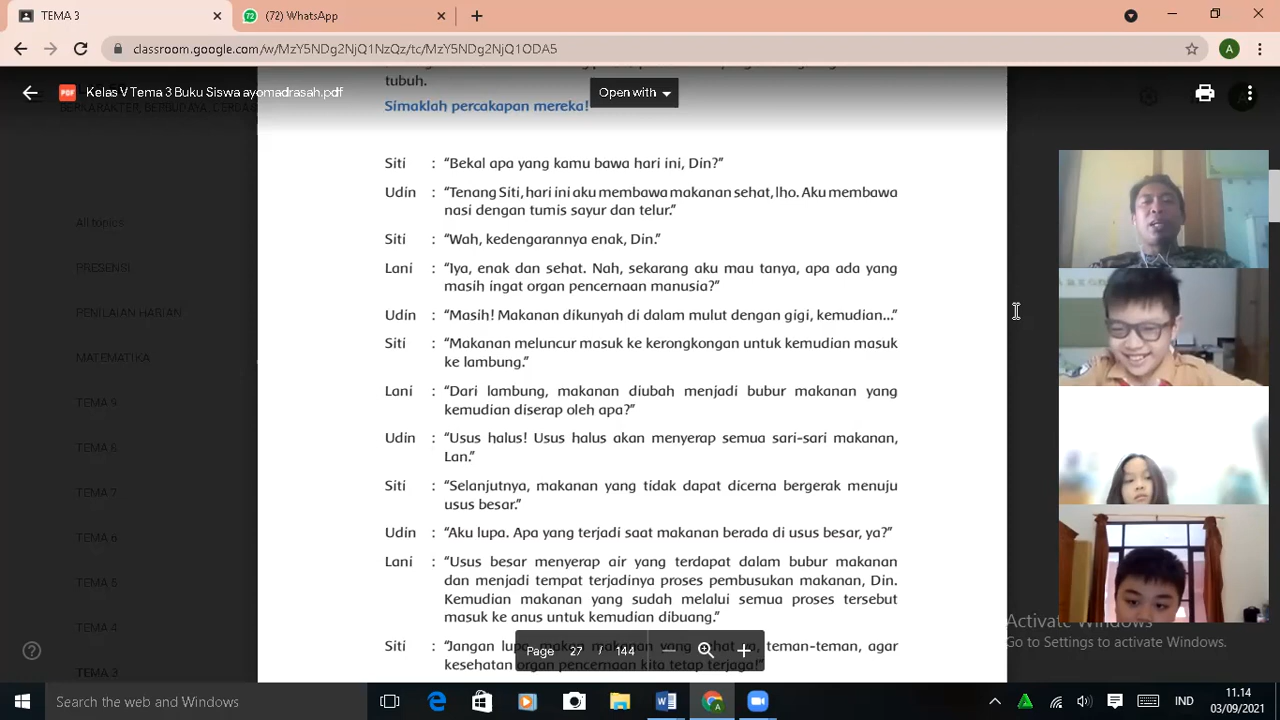 TEMA 3
(72) WhatsApp
classroom.google.com/w/MzY5NDg2NjQ1NzQz/tc/MzY5NDg2NjQ1ODA5
A
tubuh.
Kelas V Tema 3 Buku Siswa ayomadrasah.pdf
Open with
Simaklah percakapan mereka!
Siti : “Bekal apa yang kamu bawa hari ini, Din?”
Udin : “Tenang Siti, hari ini aku membawa makanan sehat, lho. Aku membawa
nasi dengan tumis sayur dan telur.”
Siti : “Wah, kedengarannya enak, Din.”
Lani : “Iya, enak dan sehat. Nah, sekarang aku mau tanya, apa ada yang
masih ingat organ pencernaan manusia?”
Udin : “Masih! Makanan dikunyah di dalam mulut dengan gigi, kemudian...”
Siti : “Makanan meluncur masuk ke kerongkongan untuk kemudian masuk
ke lambung.”
Lani : “Dari lambung, makanan diubah menjadi bubur makanan yang
kemudian diserap oleh apa?”
Udin : “Usus halus! Usus halus akan menyerap semua sari-sari makanan,
Lan.”
Siti : “Selanjutnya, makanan yang tidak dapat dicerna bergerak menuju
usus besar.”
Udin : “Aku lupa. Apa yang terjadi saat makanan berada di usus besar, ya?”
Lani : “Usus besar menyerap air yang terdapat dalam bubur makanan
dan menjadi tempat terjadinya proses pembusukan makanan, Din.
Kemudian makanan yang sudah melalui semua proses tersebut
masuk ke anus untuk kemudian dibuang.”
Siti : “Jangan lupa makan makanan yang sehat ya, teman-teman, agar
kesehatan organ pencernaan kita tetap terjaga!”
Page 27 / 144
All topics
PRESENSI
PENILAIAN HARIAN
MATEMATIKA
TEMA 9
TEMA 8
TEMA 7
TEMA 6
TEMA 5
TEMA 4
TEMA 3
Activate Windows
Go to Settings to activate Windows.
Search the web and Windows
IND
11.14
03/09/2021